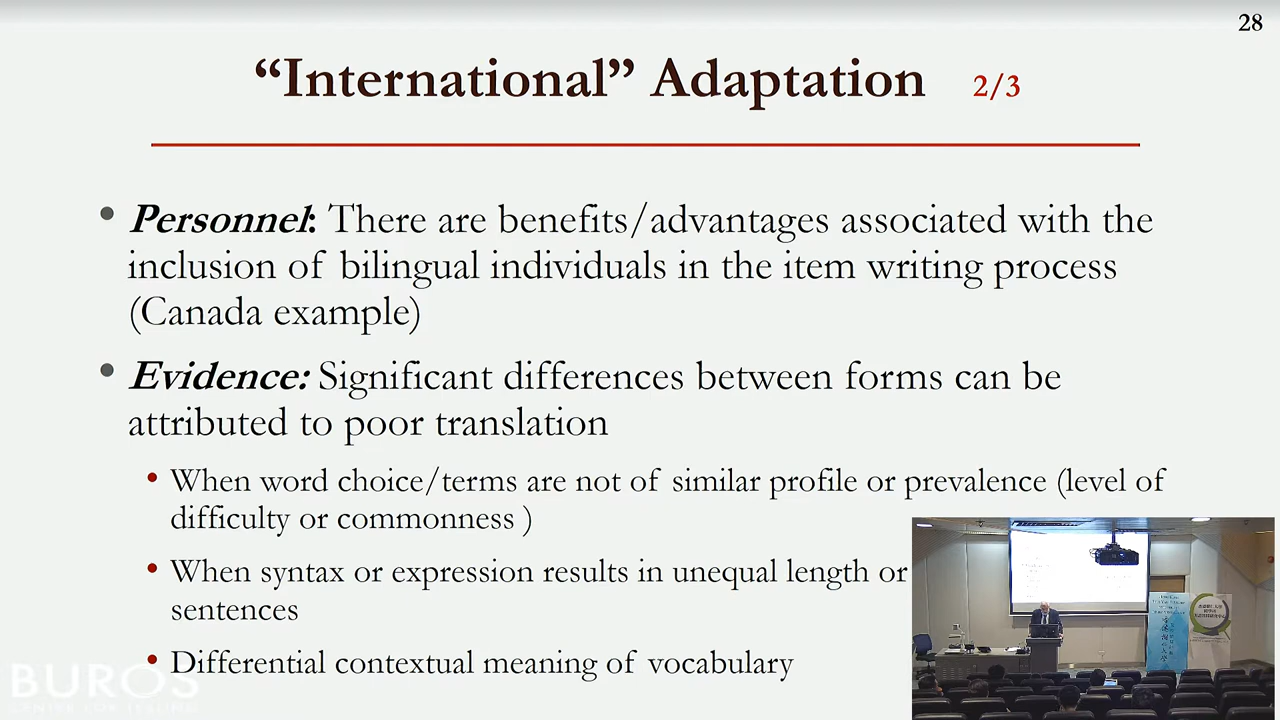 28
“International” Adaptation 2/3
• Personnel: There are benefits/advantages associated with the
inclusion of bilingual individuals in the item writing process
(Canada example)
• Evidence: Significant differences between forms can be
attributed to poor translation
• When word choice/terms are not of similar profile or prevalence (level of
difficulty or commonness )
• When syntax or expression results in unequal length or
sentences
• Differential contextual meaning of vocabulary
BUROS
CENTER FOR TESTING